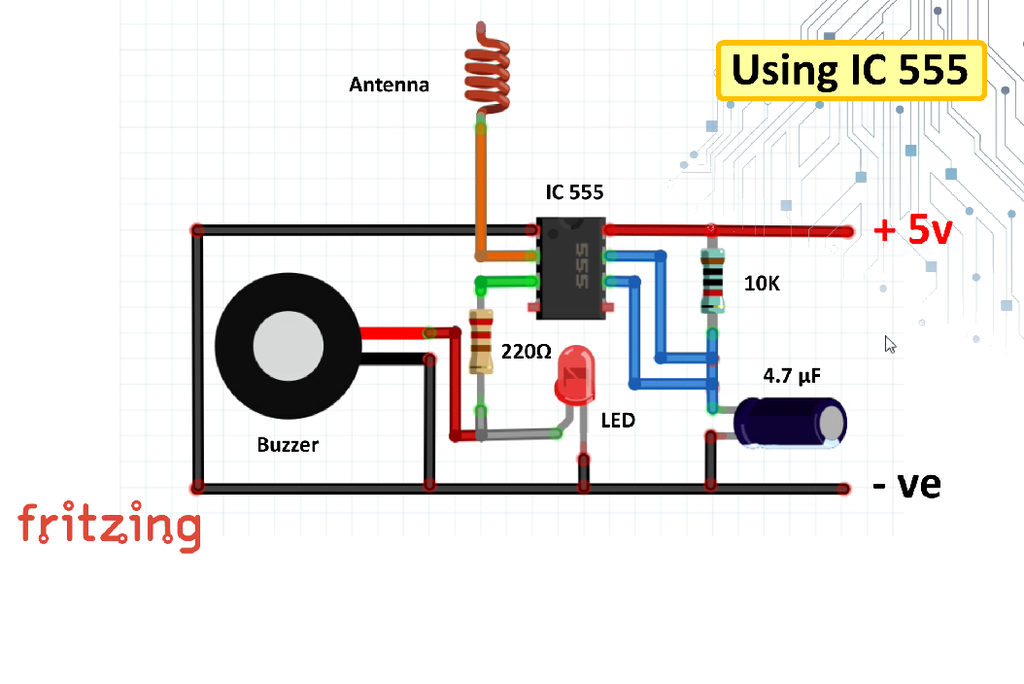 Using IC 555
Antenna
IC 555
555
+ 5v
10K
220Ω
4.7 µF
LED
Buzzer
- ve
fritzing